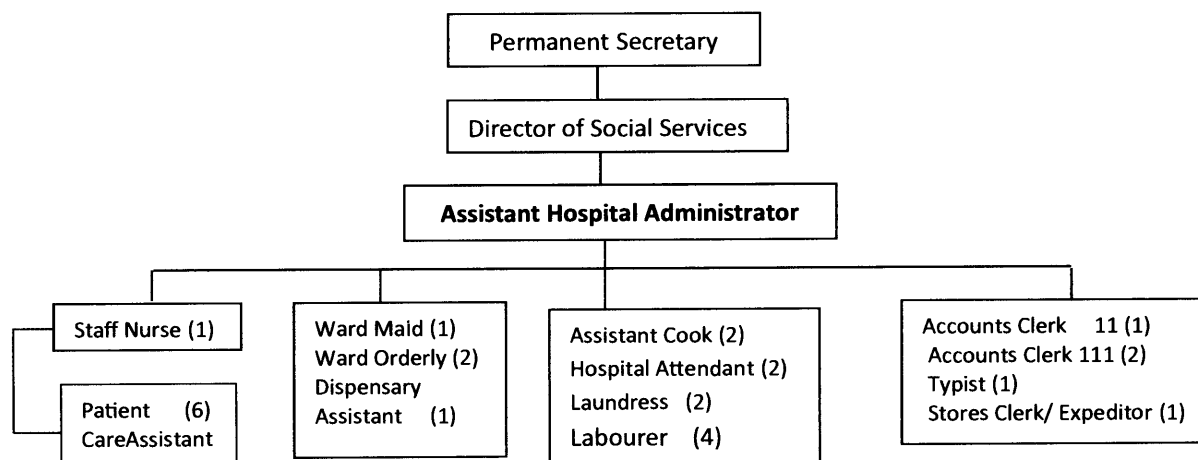 Permanent Secretary
Director of Social Services
Assistant Hospital Administrator
Staff Nurse (1)
Patient (6)
CareAssistant
Ward Maid (1)
Ward Orderly (2)
Dispensary
Assistant (1)
Assistant Cook (2)
Hospital Attendant (2)
Laundress (2)
Labourer (4)
Accounts Clerk 11 (1)
Accounts Clerk 111 (2)
Typist (1)
Stores Clerk/ Expeditor (1)